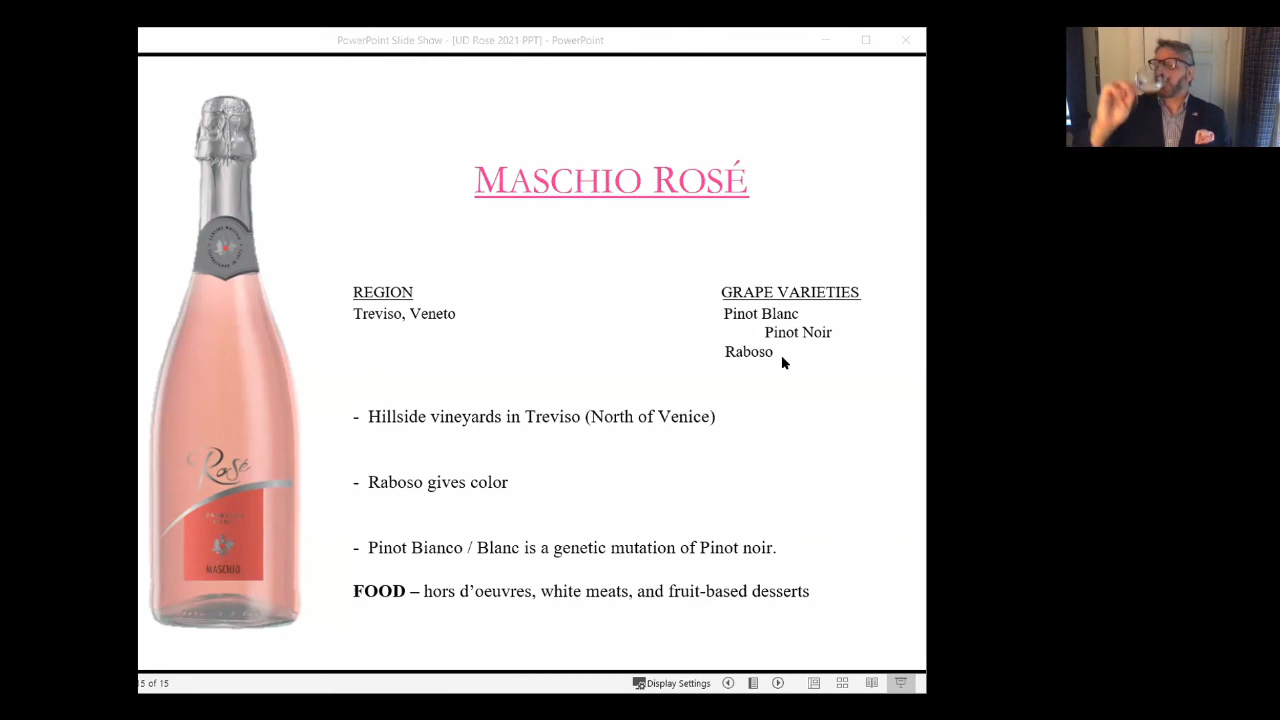 PowerPoint Slide Show - [UD Rose 2021 PPT] - PowerPoint
MASCHIO ROSÉ
REGION
Treviso, Veneto
GRAPE VARIETIES
Pinot Blanc
Pinot Noir
Raboso
- Hillside vineyards in Treviso (North of Venice)
- Raboso gives color
- Pinot Bianco / Blanc is a genetic mutation of Pinot noir.
FOOD – hors d’oeuvres, white meats, and fruit-based desserts
Rosé
MASCHIO
15 of 15
Display Settings